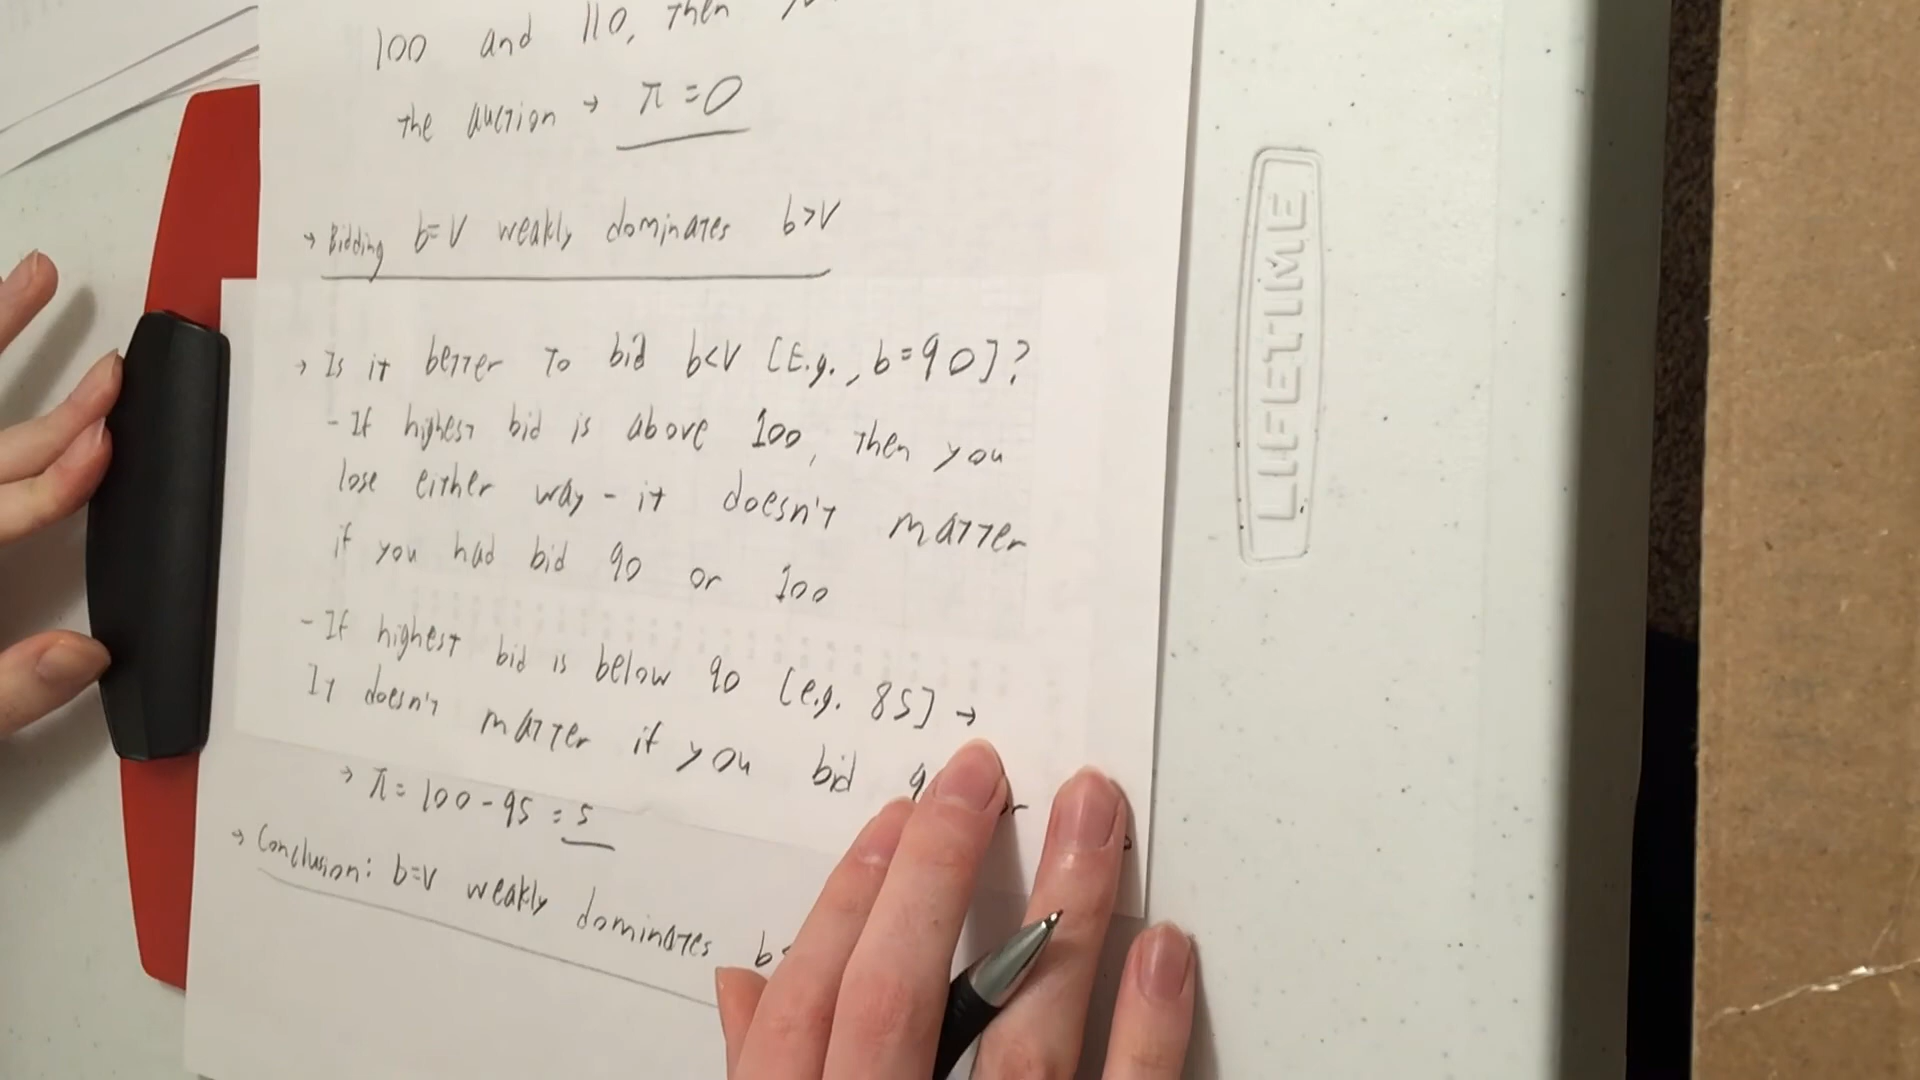 100 and 110, then
the auction → π = 0
→ Bidding b=V weakly dominates b>V
→ Is it better to bid b<V [E.g., b=90]?
- If highest bid is above 100, then you
lose either way - it doesn't matter
if you had bid 90 or 100
- If highest bid is below 90 [e.g. 85] →
It doesn't matter if you bid or
→ π = 100 - 95 = 5
→ Conclusion: b=V weakly dominates
LIFETIME